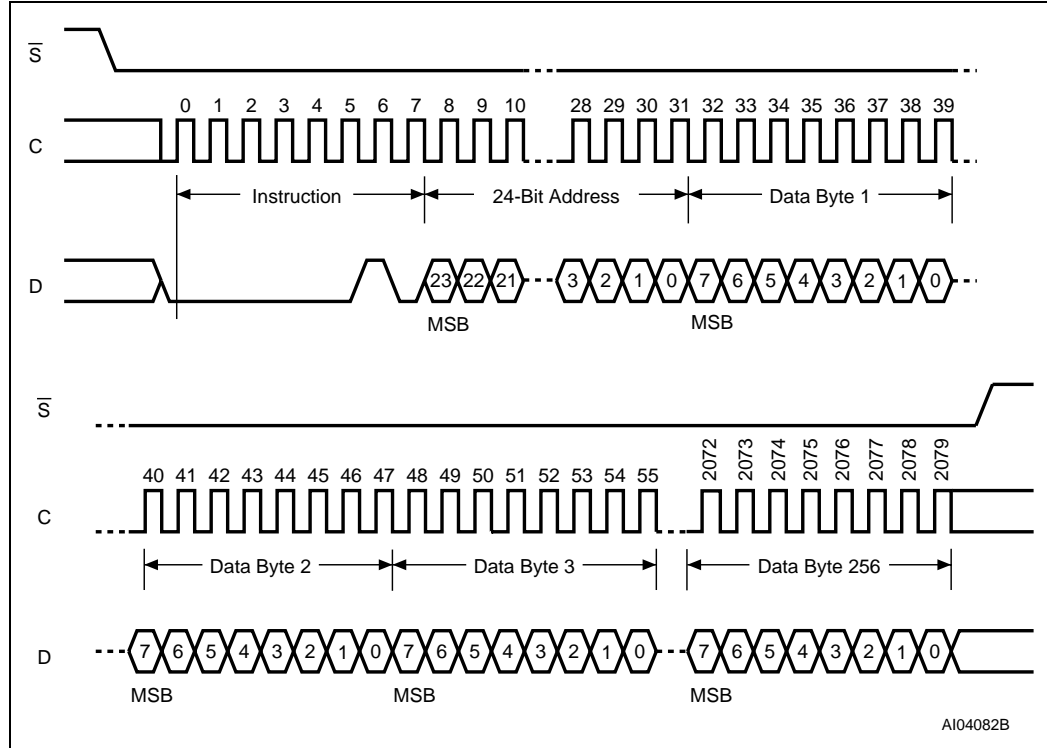 S
0 1 2 3 4 5 6 7 8 9 10 28 29 30 31 32 33 34 35 36 37 38 39
C
Instruction 24-Bit Address Data Byte 1
D 23 22 21 3 2 1 0 7 6 5 4 3 2 1 0
MSB MSB
S
40 41 42 43 44 45 46 47 48 49 50 51 52 53 54 55 2072 2073 2074 2075 2076 2077 2078 2079
C
Data Byte 2 Data Byte 3 Data Byte 256
D 7 6 5 4 3 2 1 0 7 6 5 4 3 2 1 0 7 6 5 4 3 2 1 0
MSB MSB MSB
AI04082B